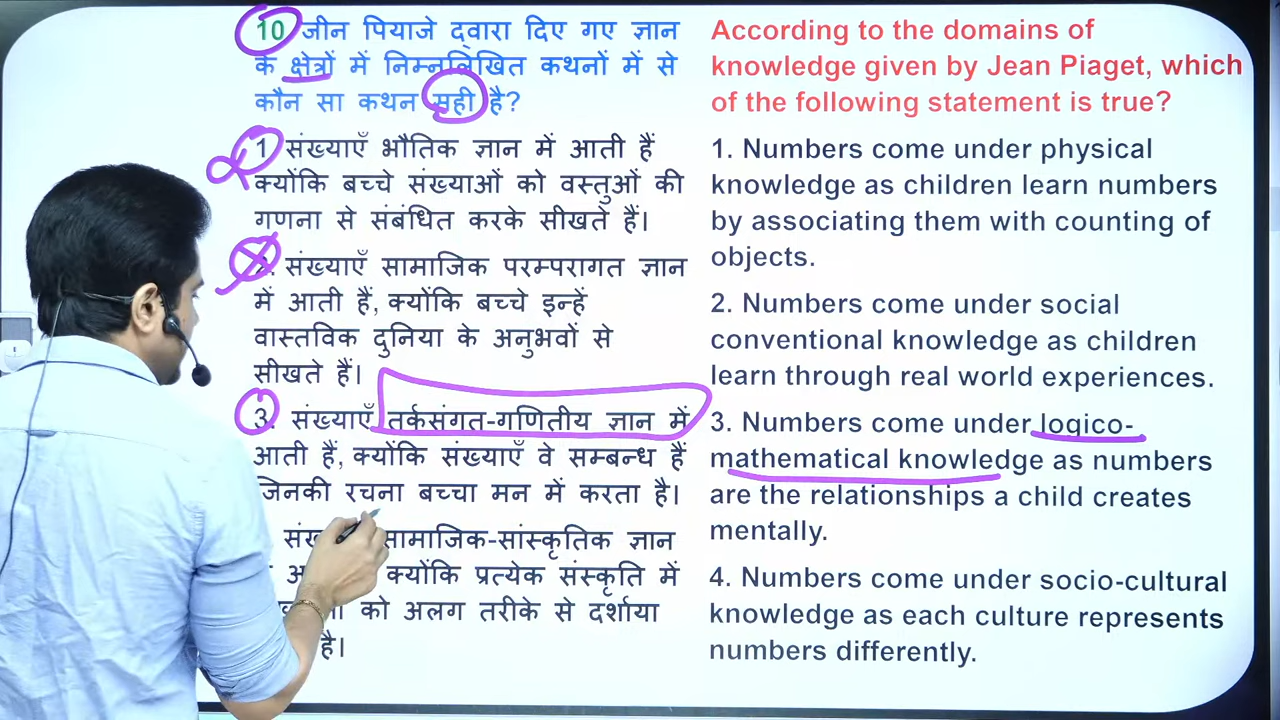 10 जीन पियाजे द्वारा दिए गए ज्ञान
के क्षेत्रों में निम्नलिखित कथनों में से
कौन सा कथन सही है?
1 संख्याएँ भौतिक ज्ञान में आती हैं
क्योंकि बच्चे संख्याओं को वस्तुओं की
गणना से संबंधित करके सीखते हैं।
2. संख्याएँ सामाजिक परम्परागत ज्ञान
में आती हैं, क्योंकि बच्चे इन्हें
वास्तविक दुनिया के अनुभवों से
सीखते हैं।
3. संख्याएँ तर्कसंगत-गणितीय ज्ञान में
आती हैं, क्योंकि संख्याएँ वे सम्बन्ध हैं
जिनकी रचना बच्चा मन में करता है।
सामाजिक-सांस्कृतिक ज्ञान
क्योंकि प्रत्येक संस्कृति में
को अलग तरीके से दर्शाया
है।
According to the domains of
knowledge given by Jean Piaget, which
of the following statement is true?
1. Numbers come under physical
knowledge as children learn numbers
by associating them with counting of
objects.
2. Numbers come under social
conventional knowledge as children
learn through real world experiences.
3. Numbers come under logico-
mathematical knowledge as numbers
are the relationships a child creates
mentally.
4. Numbers come under socio-cultural
knowledge as each culture represents
numbers differently.